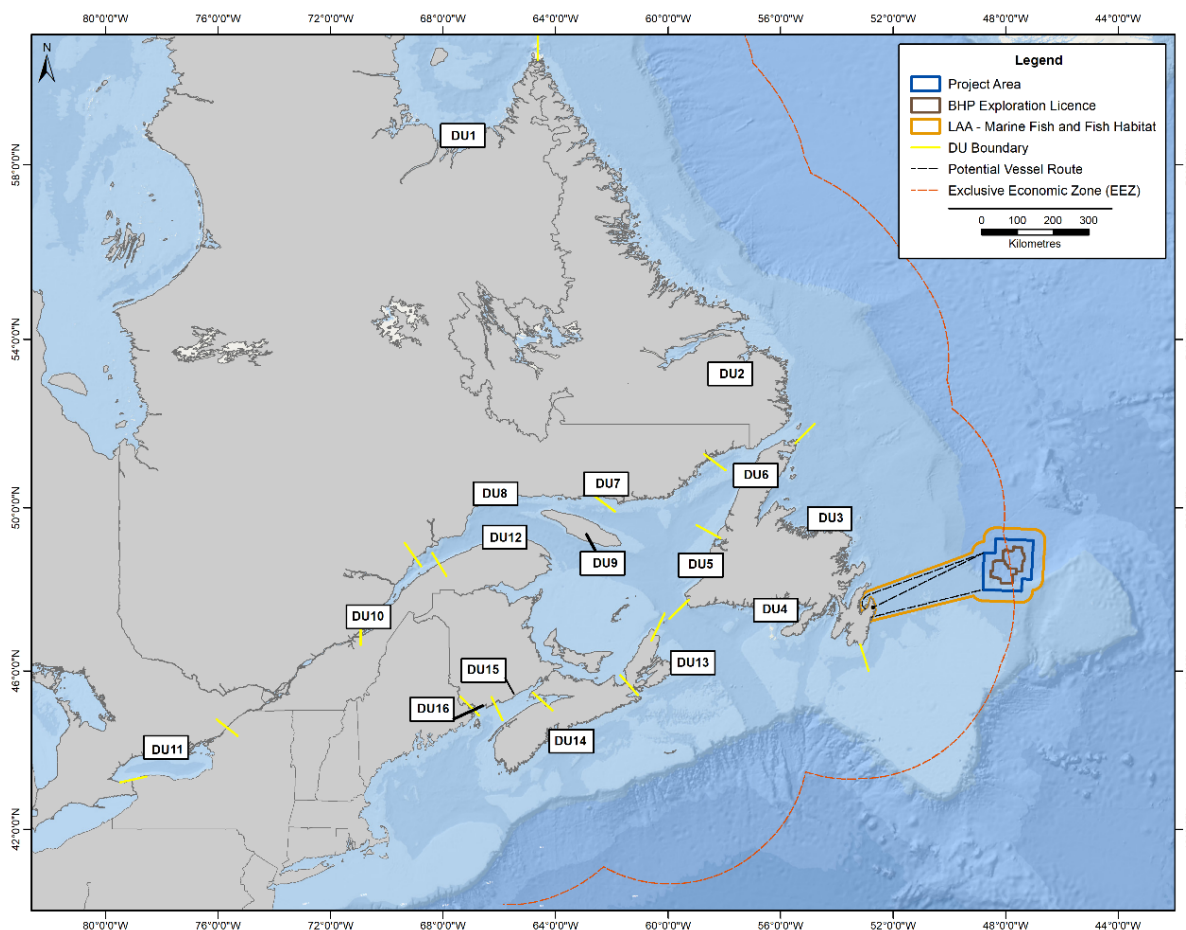 80°0'0"W 76°0'0"W 72°0'0"W 68°0'0"W 64°0'0"W 60°0'0"W 56°0'0"W 52°0'0"W 48°0'0"W 44°0'0"W
N
Legend
Project Area
BHP Exploration Licence
LAA - Marine Fish and Fish Habitat
DU Boundary
Potential Vessel Route
Exclusive Economic Zone (EEZ)
0 100 200 300
Kilometres
58°0'0"N
DU1
54°0'0"N
DU2
DU6
DU7
DU8
50°0'0"N
DU3
DU12
DU9
DU5
DU10
DU4
46°0'0"N
DU15
DU13
DU16
DU14
DU11
42°0'0"N
80°0'0"W 76°0'0"W 72°0'0"W 68°0'0"W 64°0'0"W 60°0'0"W 56°0'0"W 52°0'0"W 48°0'0"W 44°0'0"W